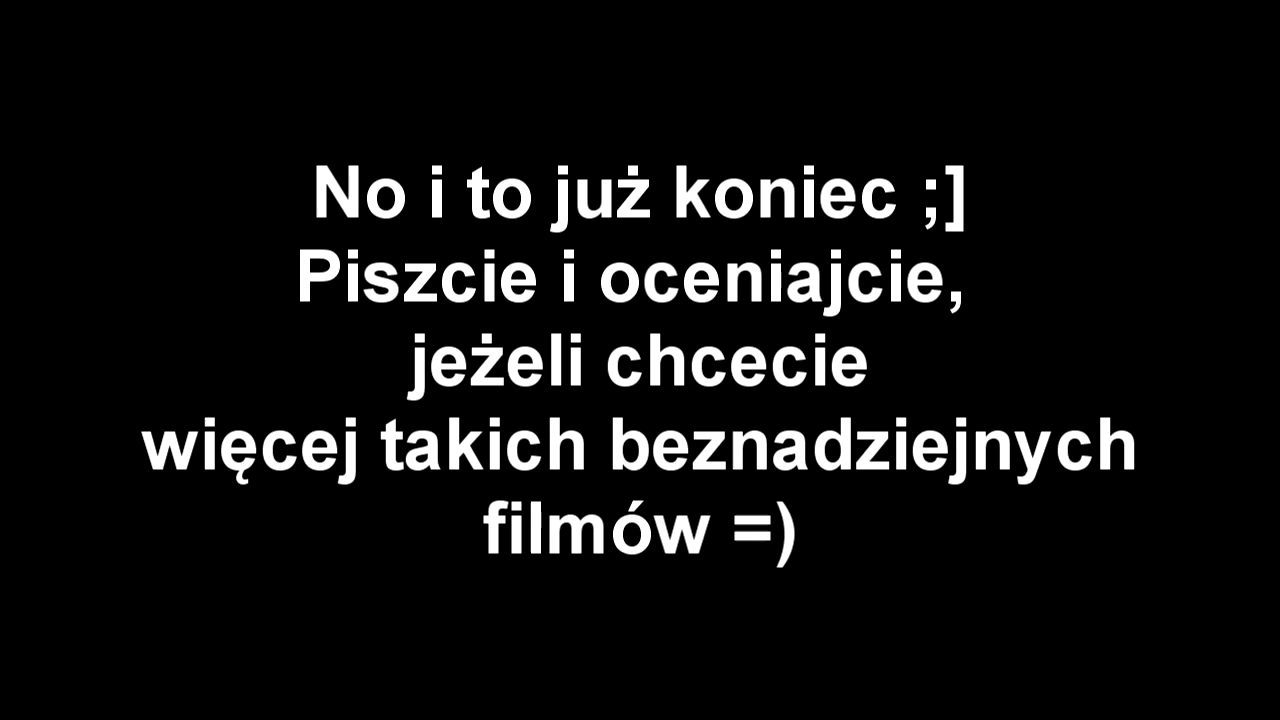 No i to już koniec ;]
Piszcie i oceniajcie,
jeżeli chcecie
więcej takich beznadziejnych
filmów =)